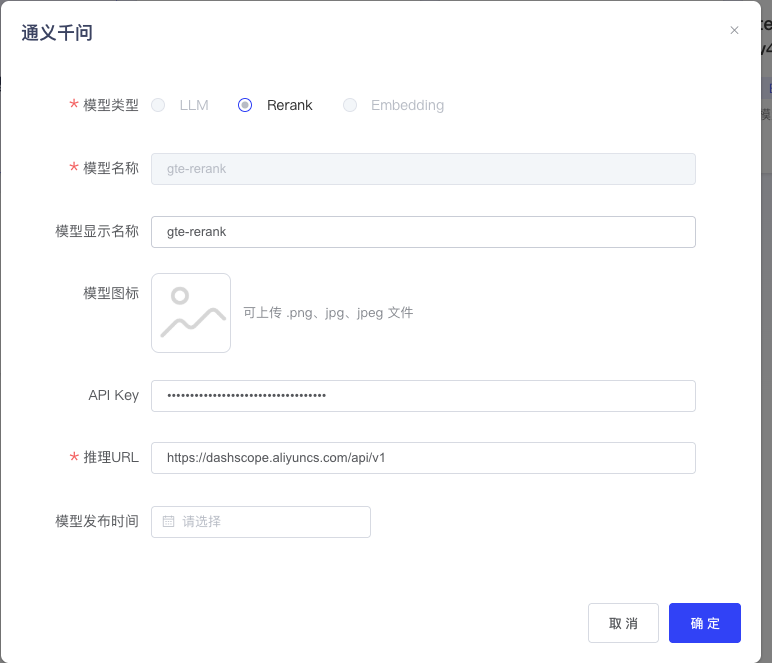 通义千问
* 模型类型 LLM Rerank Embedding
* 模型名称 gte-rerank
模型显示名称 gte-rerank
模型图标 可上传 .png、jpg、jpeg 文件
API Key ••••••••••••••••••••••••••••••••••••
* 推理URL https://dashscope.aliyuncs.com/api/v1
模型发布时间 请选择
取 消 确 定